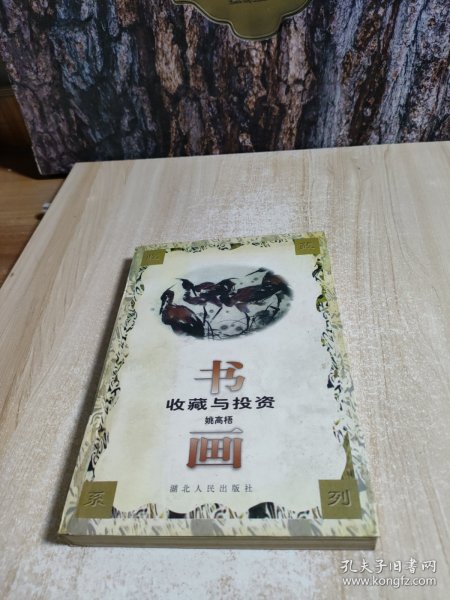 书
收藏与投资
姚高梧
画
湖北人民出版社
系
列
孔夫子旧书网
www.kongfz.com